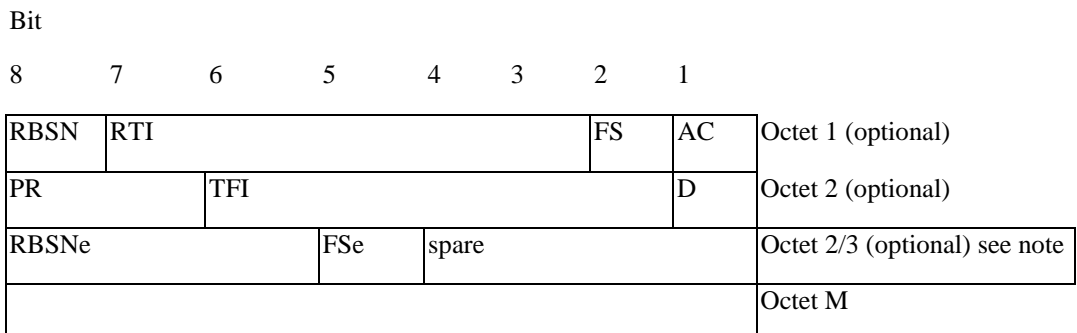 Bit
8 7 6 5 4 3 2 1
RBSN RTI FS AC Octet 1 (optional)
PR TFI D Octet 2 (optional)
RBSNe FSe spare Octet 2/3 (optional) see note
Octet M